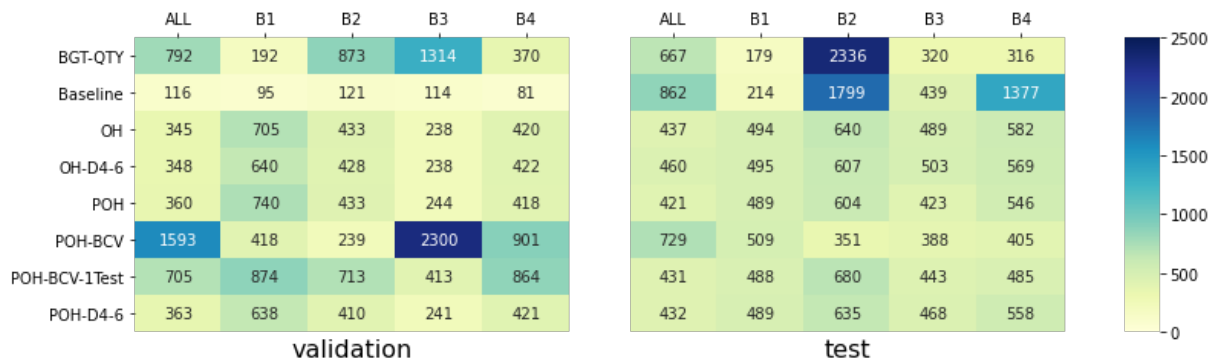 ALL B1 B2 B3 B4 ALL B1 B2 B3 B4
BGT-QTY 792 192 873 1314 370 667 179 2336 320 316 2500
Baseline 116 95 121 114 81 862 214 1799 439 1377 2000
OH 345 705 433 238 420 437 494 640 489 582
OH-D4-6 348 640 428 238 422 460 495 607 503 569 1500
POH 360 740 433 244 418 421 489 604 423 546 1000
POH-BCV 1593 418 239 2300 901 729 509 351 388 405
POH-BCV-1Test 705 874 713 413 864 431 488 680 443 485 500
POH-D4-6 363 638 410 241 421 432 489 635 468 558 0
validation test